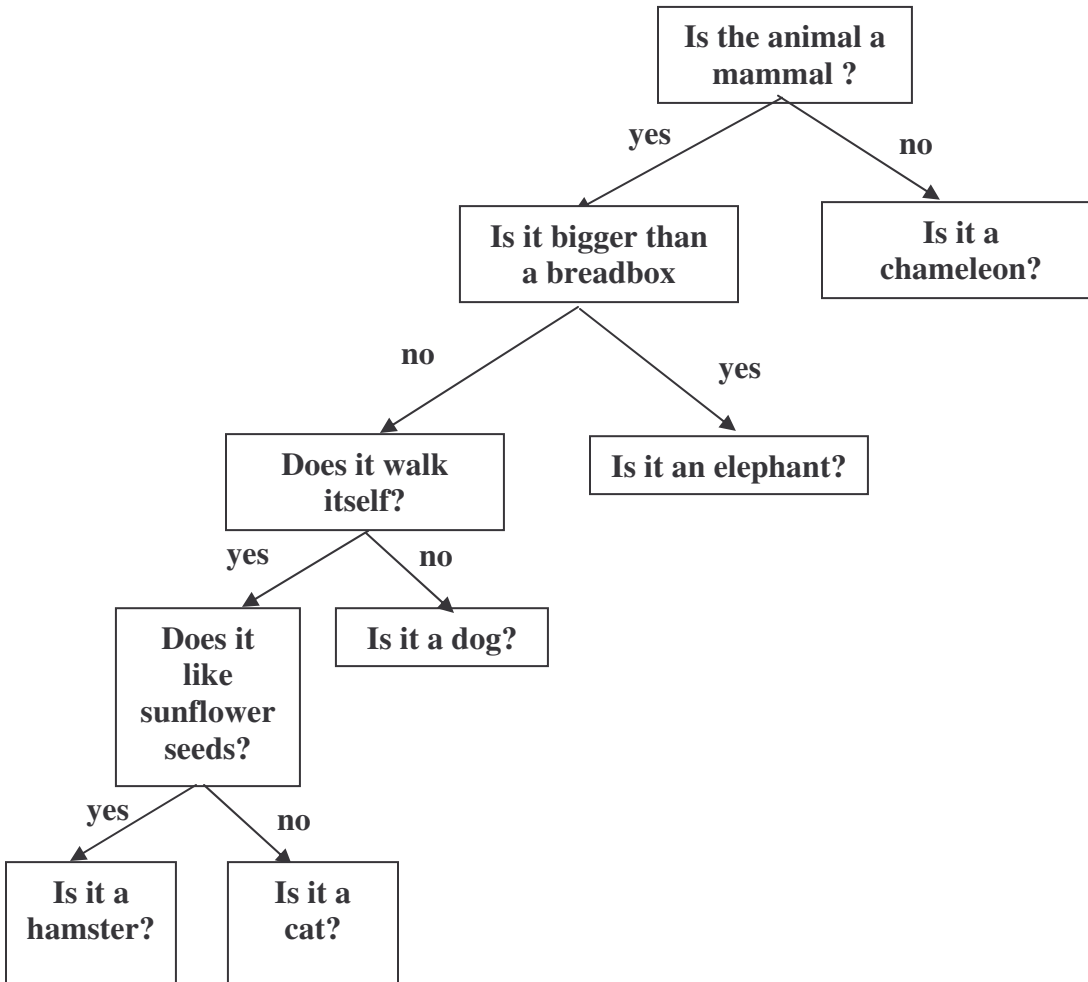 Is the animal a
mammal ?
yes
no
Is it bigger than
a breadbox
Is it a
chameleon?
no
yes
Does it walk
itself?
Is it an elephant?
yes
no
Does it
like
sunflower
seeds?
Is it a dog?
yes
no
Is it a
hamster?
Is it a
cat?